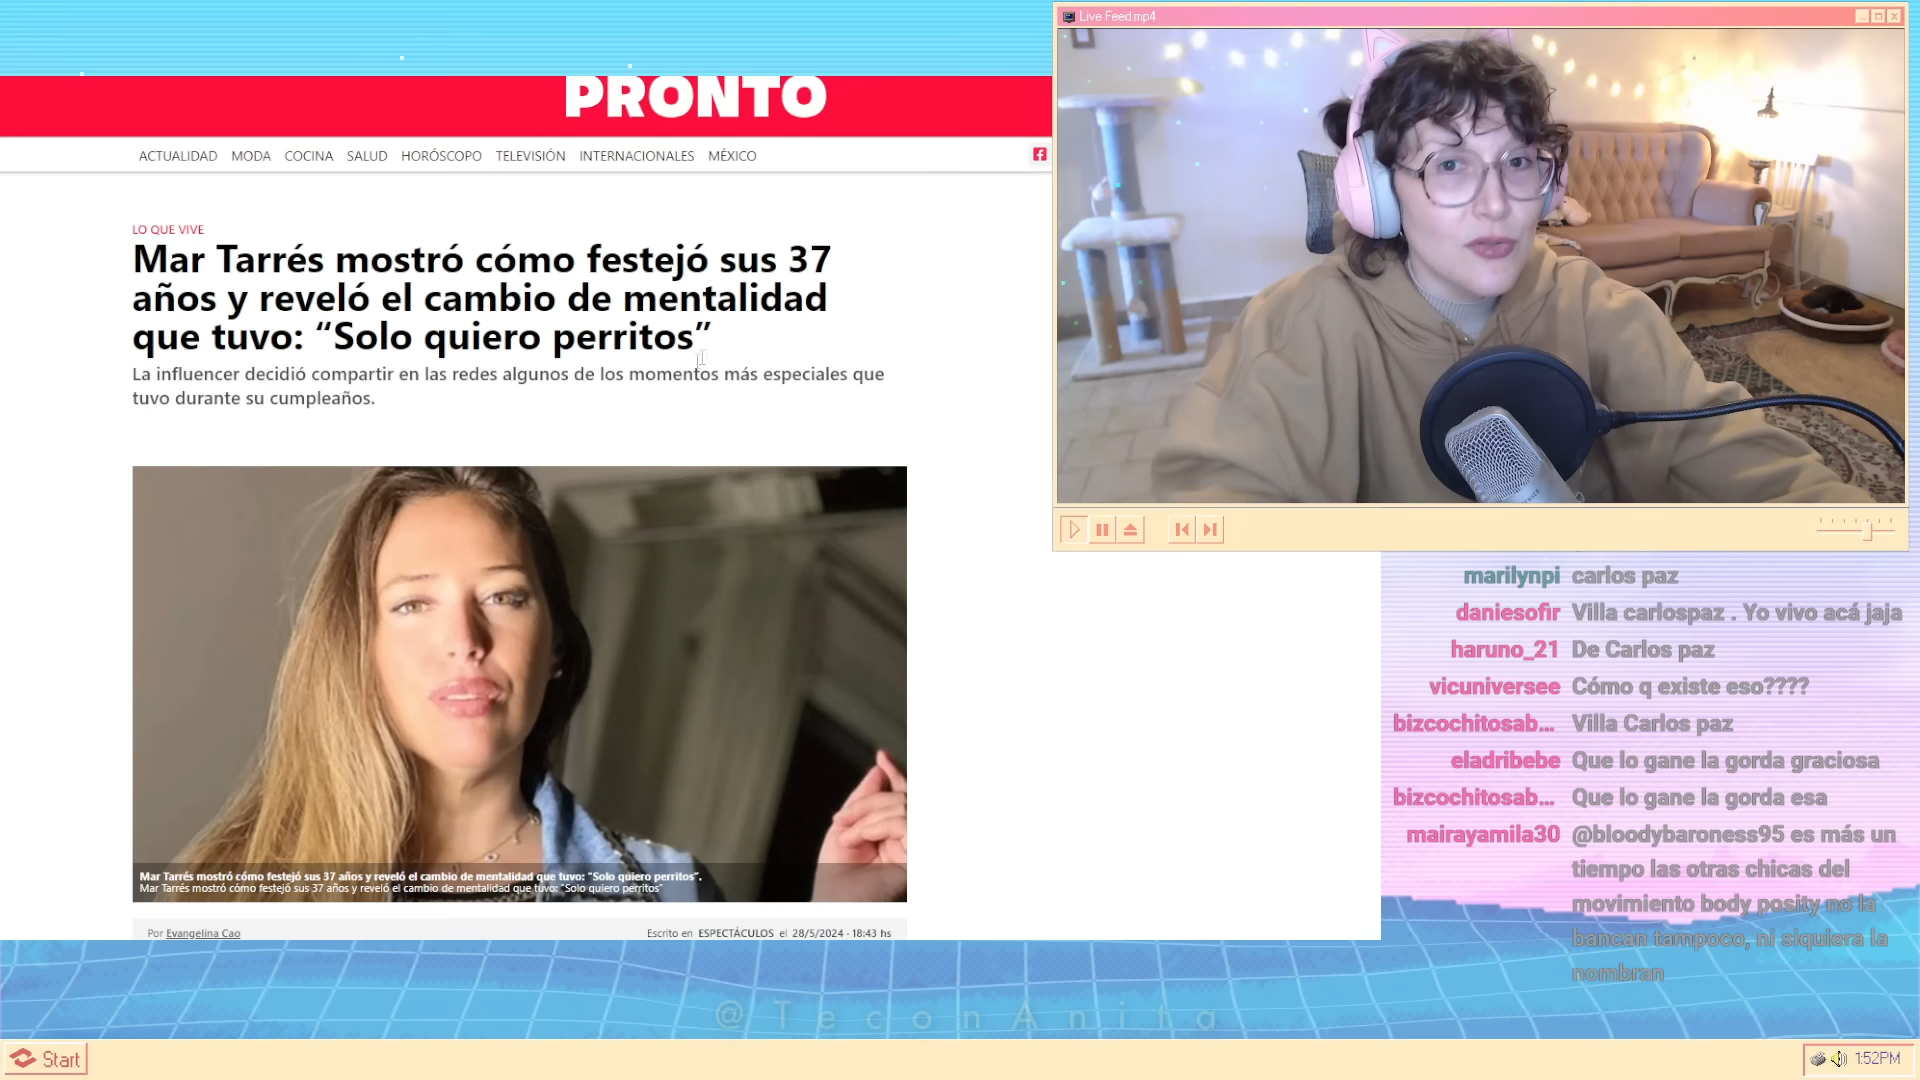 PRONTO
ACTUALIDAD MODA COCINA SALUD HORÓSCOPO TELEVISIÓN INTERNACIONALES MÉXICO
LO QUE VIVE
Mar Tarrés mostró cómo festejó sus 37
años y reveló el cambio de mentalidad
que tuvo: “Solo quiero perritos”
La influencer decidió compartir en las redes algunos de los momentos más especiales que
tuvo durante su cumpleaños.
Mar Tarrés mostró cómo festejó sus 37 años y reveló el cambio de mentalidad que tuvo: “Solo quiero perritos”.
Mar Tarrés mostró cómo festejó sus 37 años y reveló el cambio de mentalidad que tuvo: “Solo quiero perritos”
Por Evangelina Cao
Escrito en ESPECTÁCULOS el 28/5/2024 · 18:43 hs
Live Feed.mp4
marilynpi carlos paz
daniesofir Villa carlospaz . Yo vivo acá jaja
haruno_21 De Carlos paz
vicuniversee Cómo q existe eso????
bizcochitosab... Villa Carlos paz
eladribebe Que lo gane la gorda graciosa
bizcochitosab... Que lo gane la gorda esa
mairayamila30 @bloodybaroness95 es más un
tiempo las otras chicas del
movimiento body posity no la
bancan tampoco, ni siquiera la
nombran
@TeconAnita
Start
1:52PM